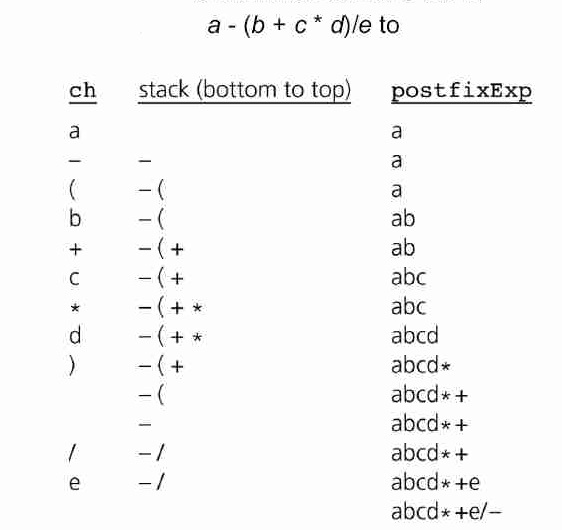 a - (b + c * d)/e to
ch stack (bottom to top) postfixExp
a a
– – a
( – ( a
b – ( ab
+ – ( + ab
c – ( + abc
* – ( + * abc
d – ( + * abcd
) – ( + abcd*
– ( abcd*+
– abcd*+
/ – / abcd*+
e – / abcd*+e
abcd*+e/–